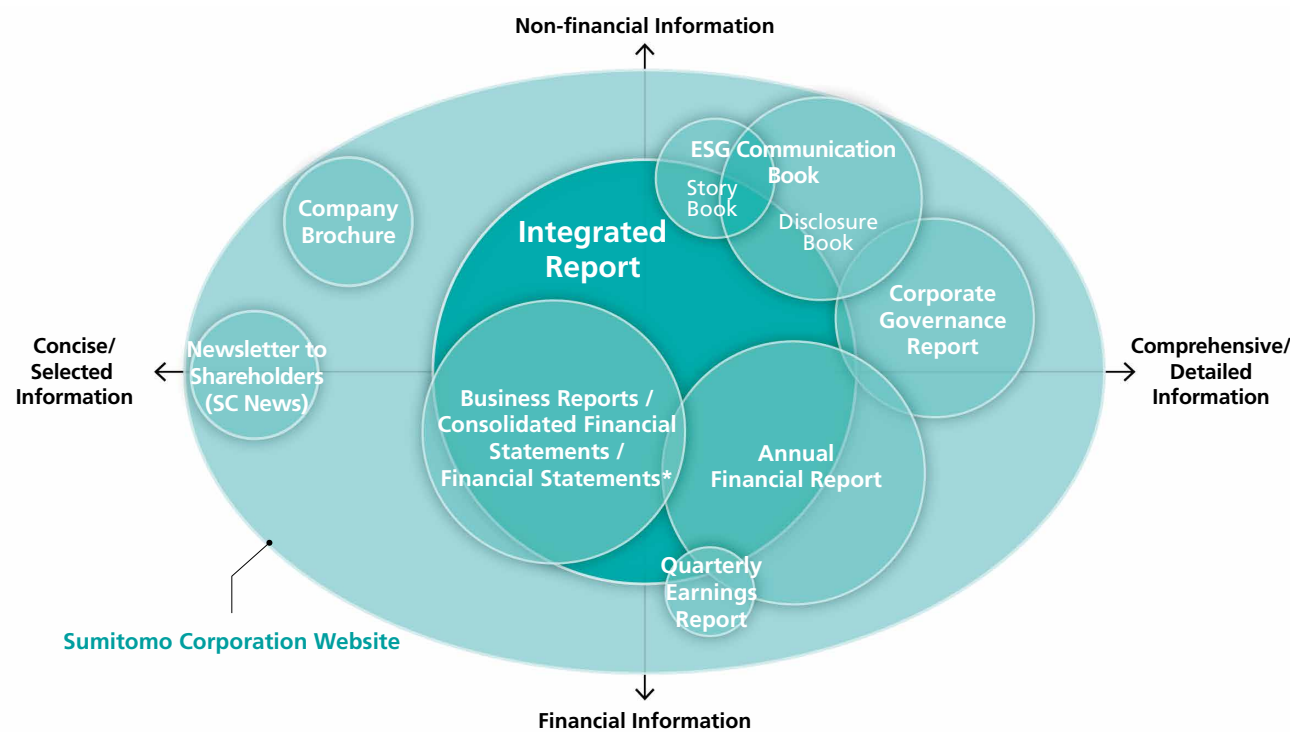 Non-financial Information
ESG Communication
Book
Story
Book
Disclosure
Book
Company
Brochure
Integrated
Report
Corporate
Governance
Report
Concise/
Selected
Information
Newsletter to
Shareholders
(SC News)
Comprehensive/
Detailed
Information
Business Reports /
Consolidated Financial
Statements /
Financial Statements*
Annual
Financial Report
Quarterly
Earnings
Report
Sumitomo Corporation Website
Financial Information